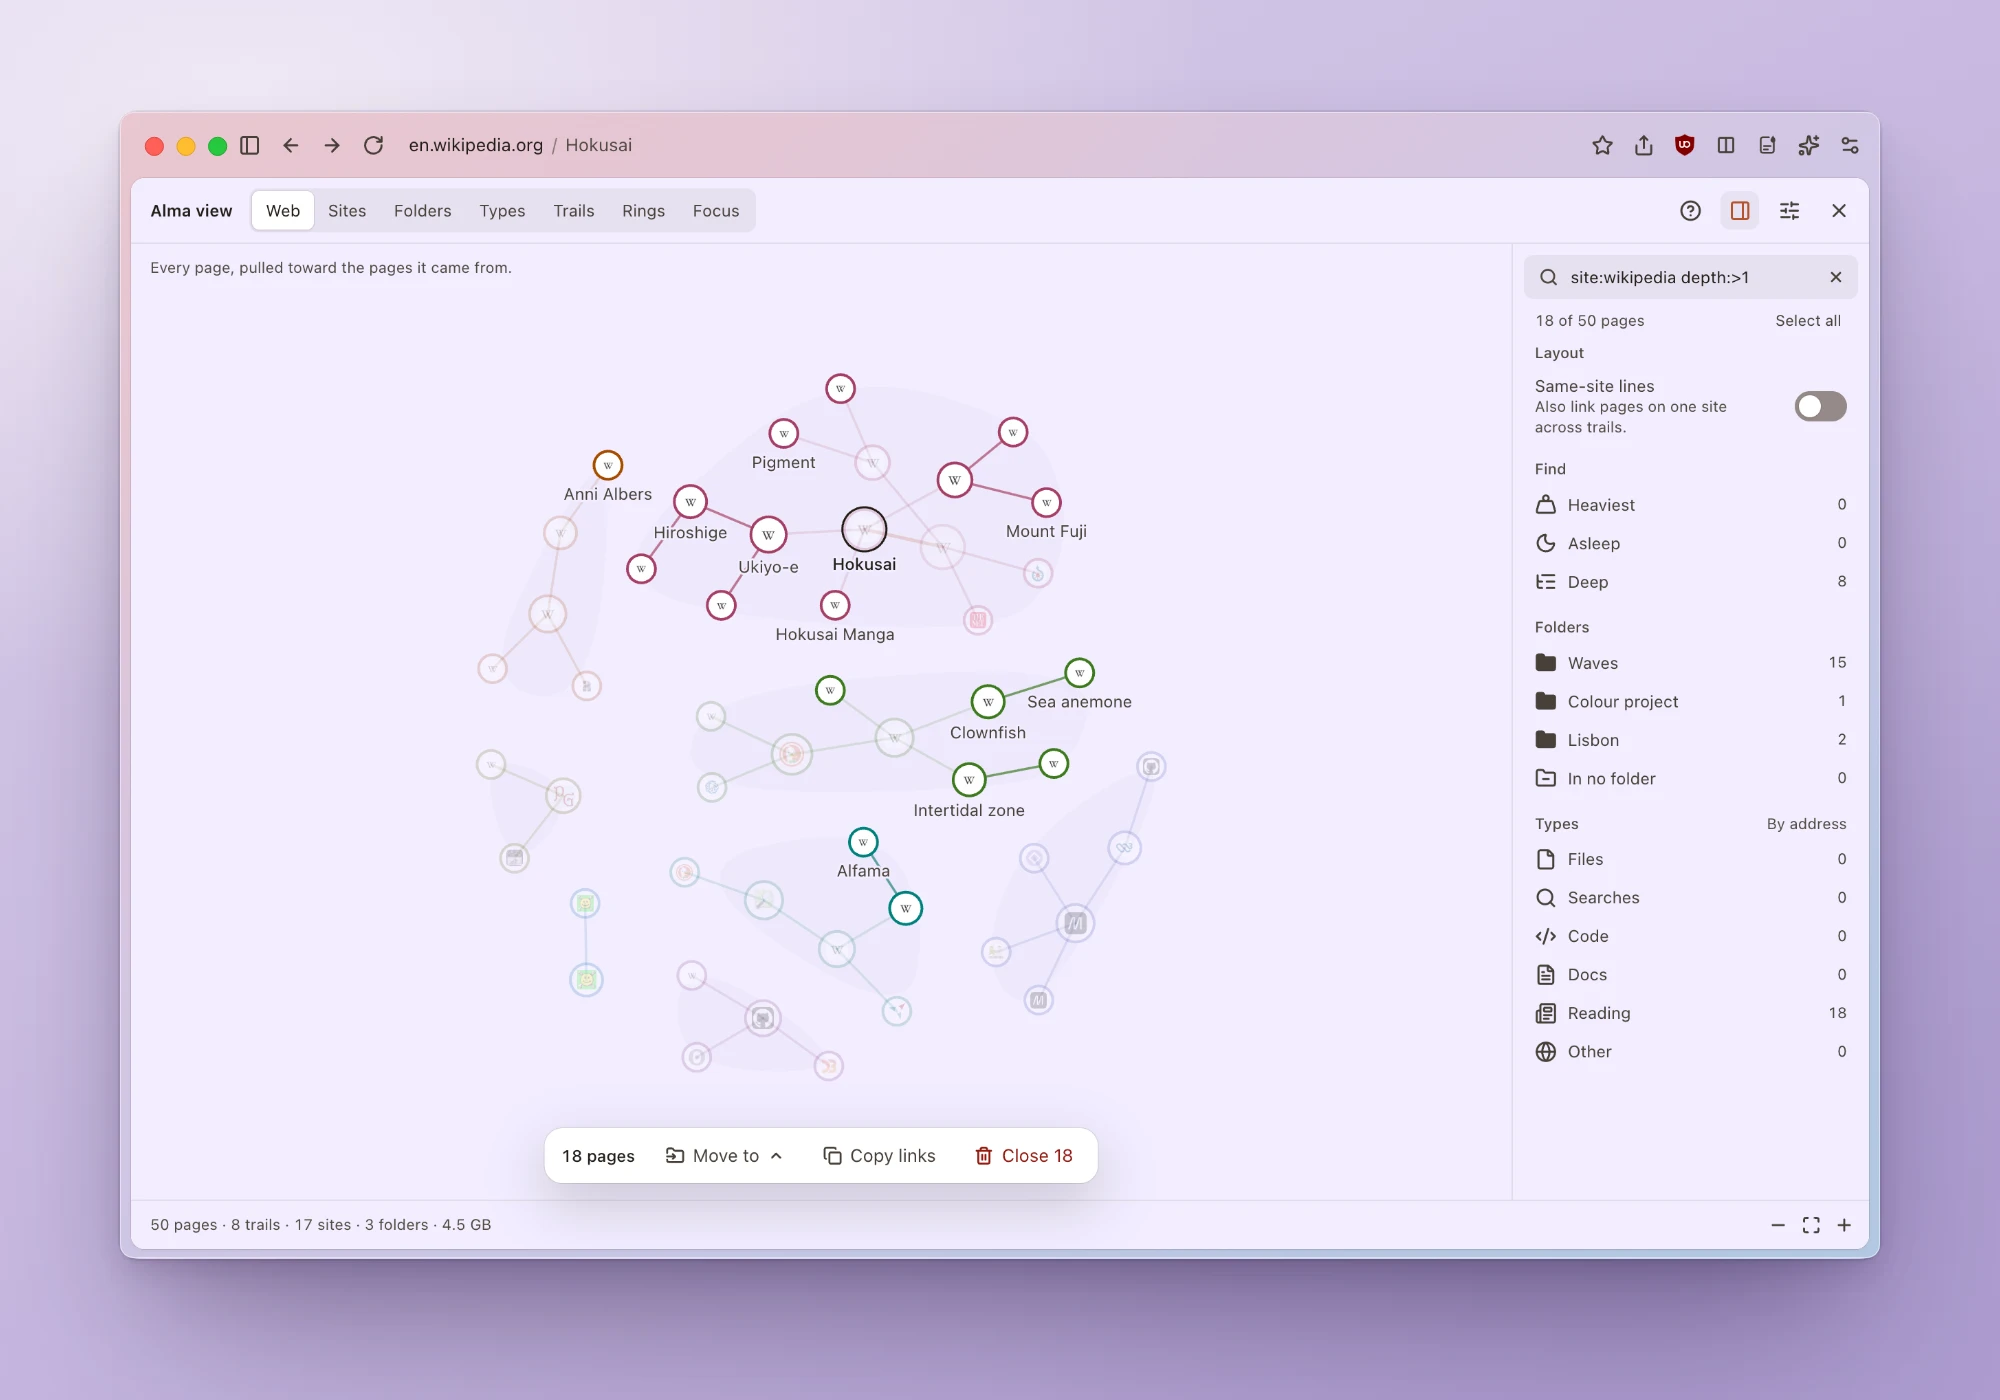 en.wikipedia.org / Hokusai
Alma view
Web
Sites
Folders
Types
Trails
Rings
Focus
Every page, pulled toward the pages it came from.
Anni Albers
Pigment
Hiroshige
Ukiyo-e
Hokusai
Mount Fuji
Hokusai Manga
Sea anemone
Clownfish
Intertidal zone
Alfama
18 pages
Move to
Copy links
Close 18
site:wikipedia depth:>1
18 of 50 pages
Select all
Layout
Same-site lines
Also link pages on one site
across trails.
Find
Heaviest 0
Asleep 0
Deep 8
Folders
Waves 15
Colour project 1
Lisbon 2
In no folder 0
Types By address
Files 0
Searches 0
Code 0
Docs 0
Reading 18
Other 0
50 pages · 8 trails · 17 sites · 3 folders · 4.5 GB